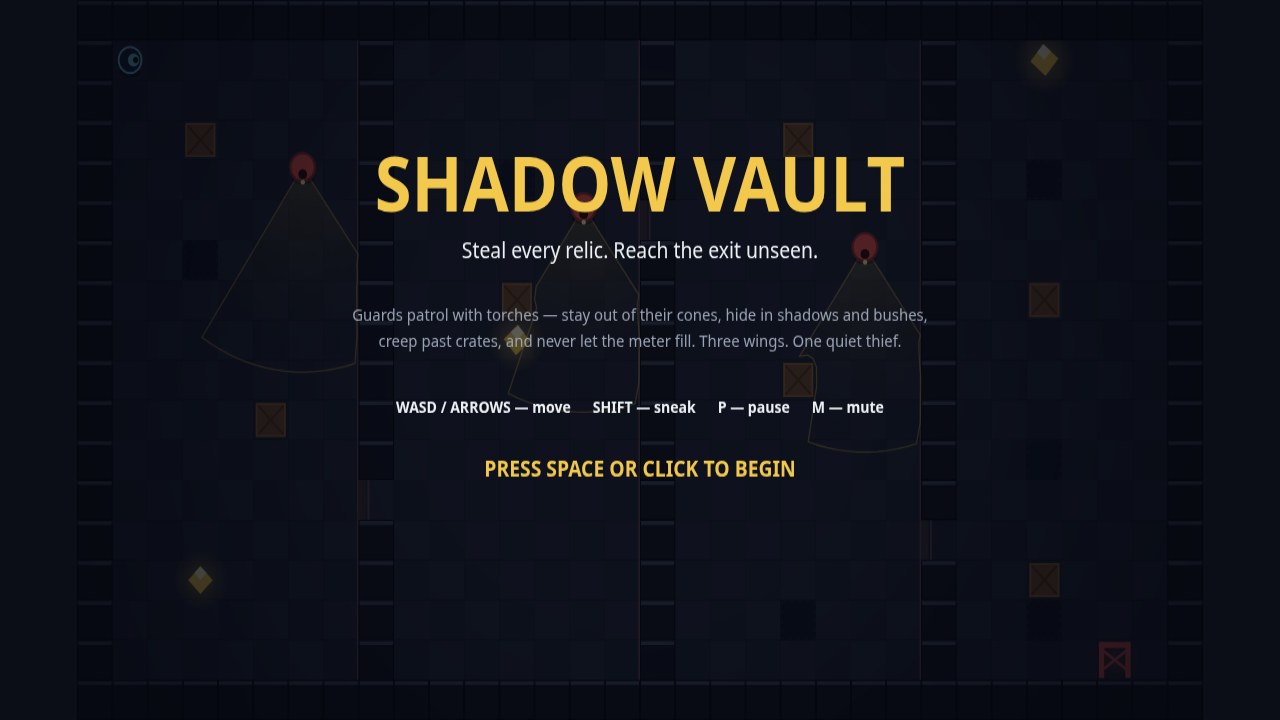 SHADOW VAULT
Steal every relic. Reach the exit unseen.
Guards patrol with torches — stay out of their cones, hide in shadows and bushes,
creep past crates, and never let the meter fill. Three wings. One quiet thief.
WASD / ARROWS — move SHIFT — sneak P — pause M — mute
PRESS SPACE OR CLICK TO BEGIN